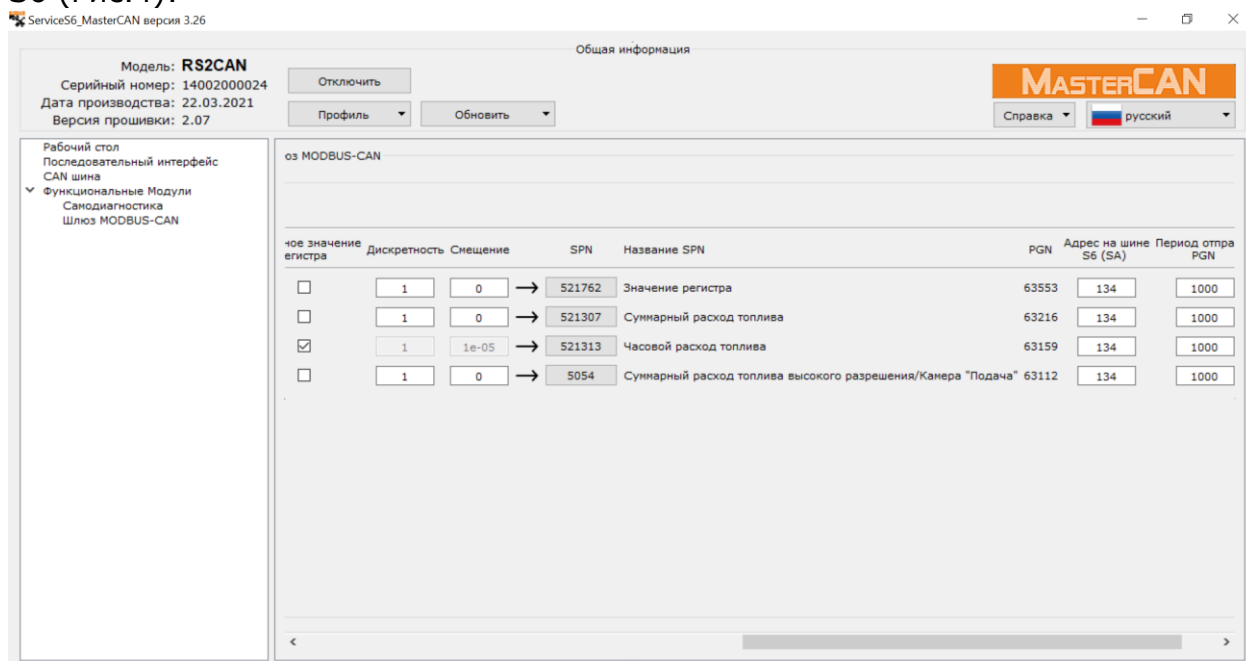 S6 (Рис.4).
ServiceS6_MasterCAN версия 3.26
Общая информация
Модель: RS2CAN
Серийный номер: 14002000024
Дата производства: 22.03.2021
Версия прошивки: 2.07
Отключить
Профиль
Обновить
MASTERCAN
Справка
русский
Рабочий стол
Последовательный интерфейс
CAN шина
Функциональные Модули
Самодиагностика
Шлюз MODBUS-CAN
оз MODBUS-CAN
ное значение егистра Дискретность Смещение SPN Название SPN PGN Адрес на шине S6 (SA) Период отпра PGN
1 0 → 521762 Значение регистра 63553 134 1000
1 0 → 521307 Суммарный расход топлива 63216 134 1000
1 1e-05 → 521313 Часовой расход топлива 63159 134 1000
1 0 → 5054 Суммарный расход топлива высокого разрешения/Камера "Подача" 63112 134 1000